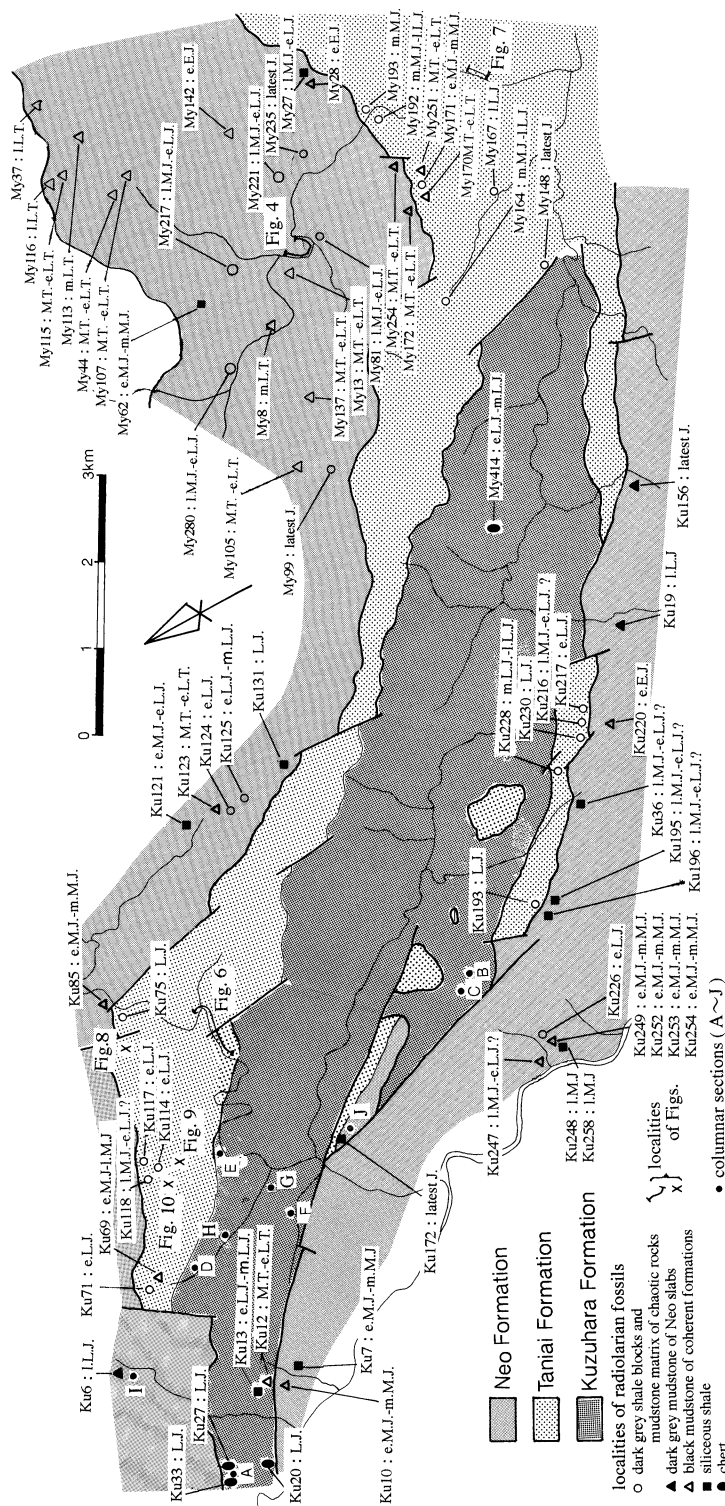 Ku33 : L.J.
Ku27 : L.J.
Ku6 : l.L.J.
I
A
Ku20 : L.J.
Ku13 : e.L.J.-m.L.J.
Ku12 : M.T.-e.L.T.
Ku10 : e.M.J.-m.M.J.
Ku7 : e.M.J.-m.M.J
Ku71 : e.L.J.
Ku69 : e.M.J-l.M.J
Ku118 : l.M.J.-e.L.J.?
Ku117 : e.L.J.
Ku114 : e.L.J.
Fig. 10 x
x Fig. 9
D
H
E
G
F
J
Ku172 : latest J.
Ku85 : e.M.J.-m.M.J.
Fig.8
x
Ku75 : L.J.
Fig. 6
C
B
Ku121 : e.M.J.-e.L.J.
Ku123 : M.T.-e.L.T.
Ku124 : e.L.J.
Ku125 : e.L.J.-m.L.J.
Ku131 : L.J.
Ku193 : L.J.
Ku228 : m.L.J.-l.L.J.
Ku230 : L.J.
Ku216 : l.M.J.-e.L.J. ?
Ku217 : e.L.J.
Ku247 : l.M.J.-e.L.J.?
Ku248 : l.M.J
Ku258 : l.M.J
Ku226 : e.L.J.
Ku249 : e.M.J.-m.M.J.
Ku252 : e.M.J.-m.M.J.
Ku253 : e.M.J.-m.M.J.
Ku254 : e.M.J.-m.M.J.
Ku36 : l.M.J.-e.L.J.?
Ku195 : l.M.J.-e.L.J.?
Ku196 : l.M.J.-e.L.J.?
Ku220 : e.E.J.
Ku19 : l.L.J
Ku156 : latest J.
0 1 2 3km
My37 : l.L.T.
My116 : l.L.T.
My115 : M.T.-e.L.T.
My113 : m.L.T.
My44 : M.T.-e.L.T.
My107 : M.T.-e.L.T.
My62 : e.M.J.-m.M.J.
My142 : e.E.J.
My217 : l.M.J.-e.L.J.
My221 : l.M.J.-e.L.J.
My235 : latest J.
My27 : l.M.J.-e.L.J.
My28 : e.E.J.
Fig. 4
My280 : l.M.J.-e.L.J.
My8 : m.L.T.
My105 : M.T. -e.L.T.
My99 : latest J.
My137 : M.T.-e.L.T.
My13 : M.T.-e.L.T.
My81 : l.M.J.-e.L.J.
My254 : M.T.-e.L.T.
My172 : M.T.-e.L.T.
My193 : m.M.J.
My192 : m.M.J-l.L.J.
My251 : M.T.-e.L.T.
My171 : e.M.J.-m.M.J.
My170M.T.-e.L.T.
My167 : l.L.J
My164 : m.M.J-l.L.J
My148 : latest J.
Fig. 7
My414 : e.L.J.-m.L.J.
Neo Formation
Taniai Formation
Kuzuhara Formation
localities of radiolarian fossils
○ dark grey shale blocks and
mudstone matrix of chaotic rocks
▲ dark grey mudstone of Neo slabs
△ black mudstone of coherent formations
■ siliceous shale
● chert
x } localities
of Figs.
• columnar sections ( A～J )